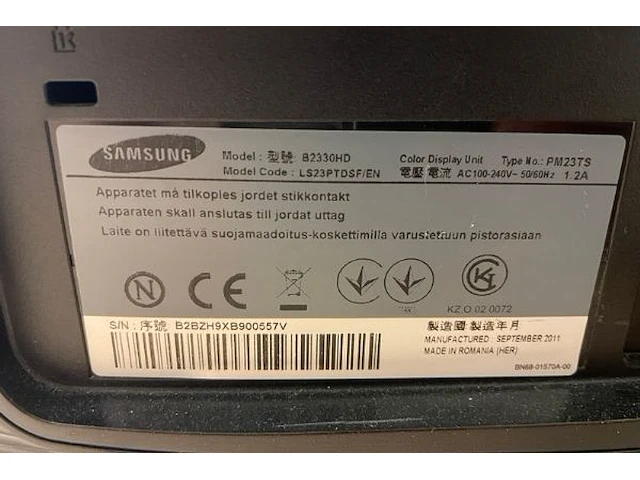 SAMSUNG
Model : 型號: B2330HD
Model Code : LS23PTDSF/EN
Color Display Unit Type No.: PM23TS
電壓 電流 AC100-240V~ 50/60Hz 1.2A
Apparatet må tilkoples jordet stikkontakt
Apparaten skall anslutas till jordat uttag
Laite on liitettävä suojamaadoitus-koskettimilla varustetuun pistorasiaan
N
CE
KZ.O.02.0072
S/N : 序號: B2BZH9XB900557V
製造國 製造年月
MANUFACTURED: SEPTEMBER 2011
MADE IN ROMANIA (HER)
BN68-01570A-00